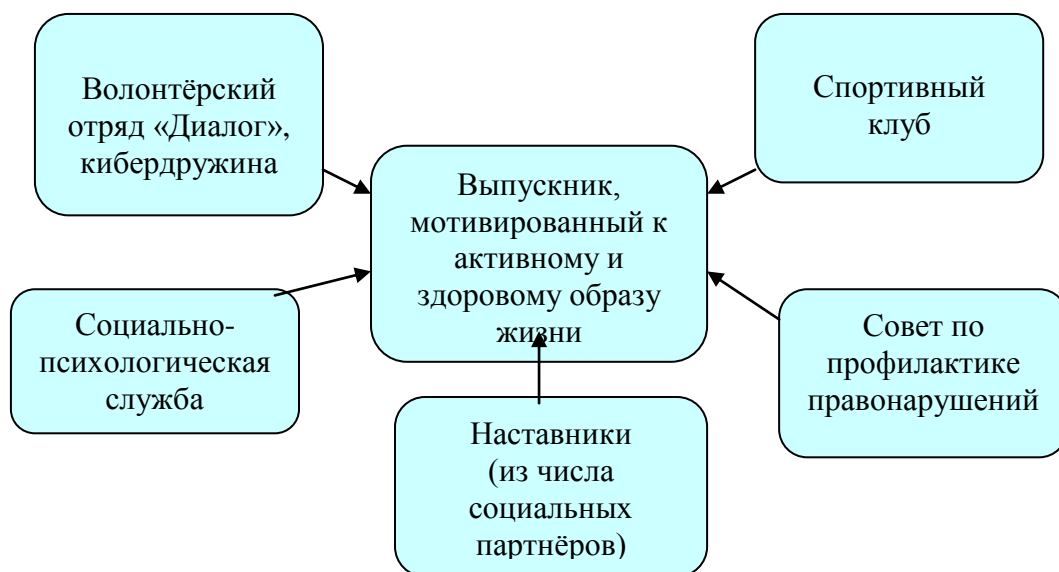 Волонтёрский
отряд «Диалог»,
кибердружина
Спортивный
клуб
Выпускник,
мотивированный к
активному и
здоровому образу
жизни
Социально-
психологическая
служба
Совет по
профилактике
правонарушений
Наставники
(из числа
социальных
партнёров)